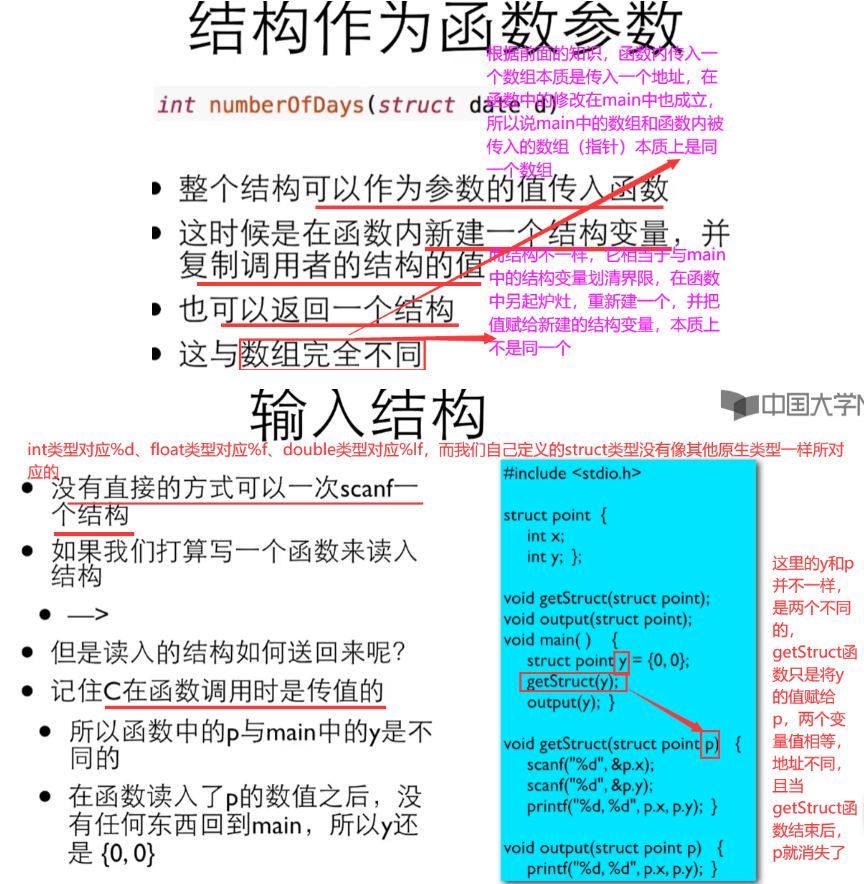 结构作为函数参数
int numberOfDays(struct date d)
根据前面的知识，函数内传入一
个数组本质是传入一个地址，在
函数中的修改在main中也成立，
所以说main中的数组和函数内被
传入的数组（指针）本质上是同
一个数组
整个结构可以作为参数的值传入函数
这时候是在函数内新建一个结构变量，并
复制调用者的结构的值
也可以返回一个结构
这与数组完全不同
而结构不一样，它相当于与main
中的结构变量划清界限，在函数
中另起炉灶，重新建一个，并把
值赋给新建的结构变量，本质上
不是同一个
输入结构
中国大学M
int类型对应%d、float类型对应%f、double类型对应%lf，而我们自己定义的struct类型没有像其他原生类型一样所对
应的
没有直接的方式可以一次scanf一
个结构
如果我们打算写一个函数来读入
结构
—>
但是读入的结构如何送回来呢？
记住C在函数调用时是传值的
所以函数中的p与main中的y是不
同的
在函数读入了p的数值之后，没
有任何东西回到main，所以y还
是 {0, 0}
#include <stdio.h>
struct point {
int x;
int y; };
void getStruct(struct point);
void output(struct point);
void main( ) {
struct point y = {0, 0};
getStruct(y);
output(y); }
void getStruct(struct point p) {
scanf("%d", &p.x);
scanf("%d", &p.y);
printf("%d, %d", p.x, p.y); }
void output(struct point p) {
printf("%d, %d", p.x, p.y); }
这里的y和p
并不一样，
是两个不同
的，
getStruct函
数只是将y
的值赋给
p，两个变
量值相等，
地址不同，
且当
getStruct函
数结束后，
p就消失了